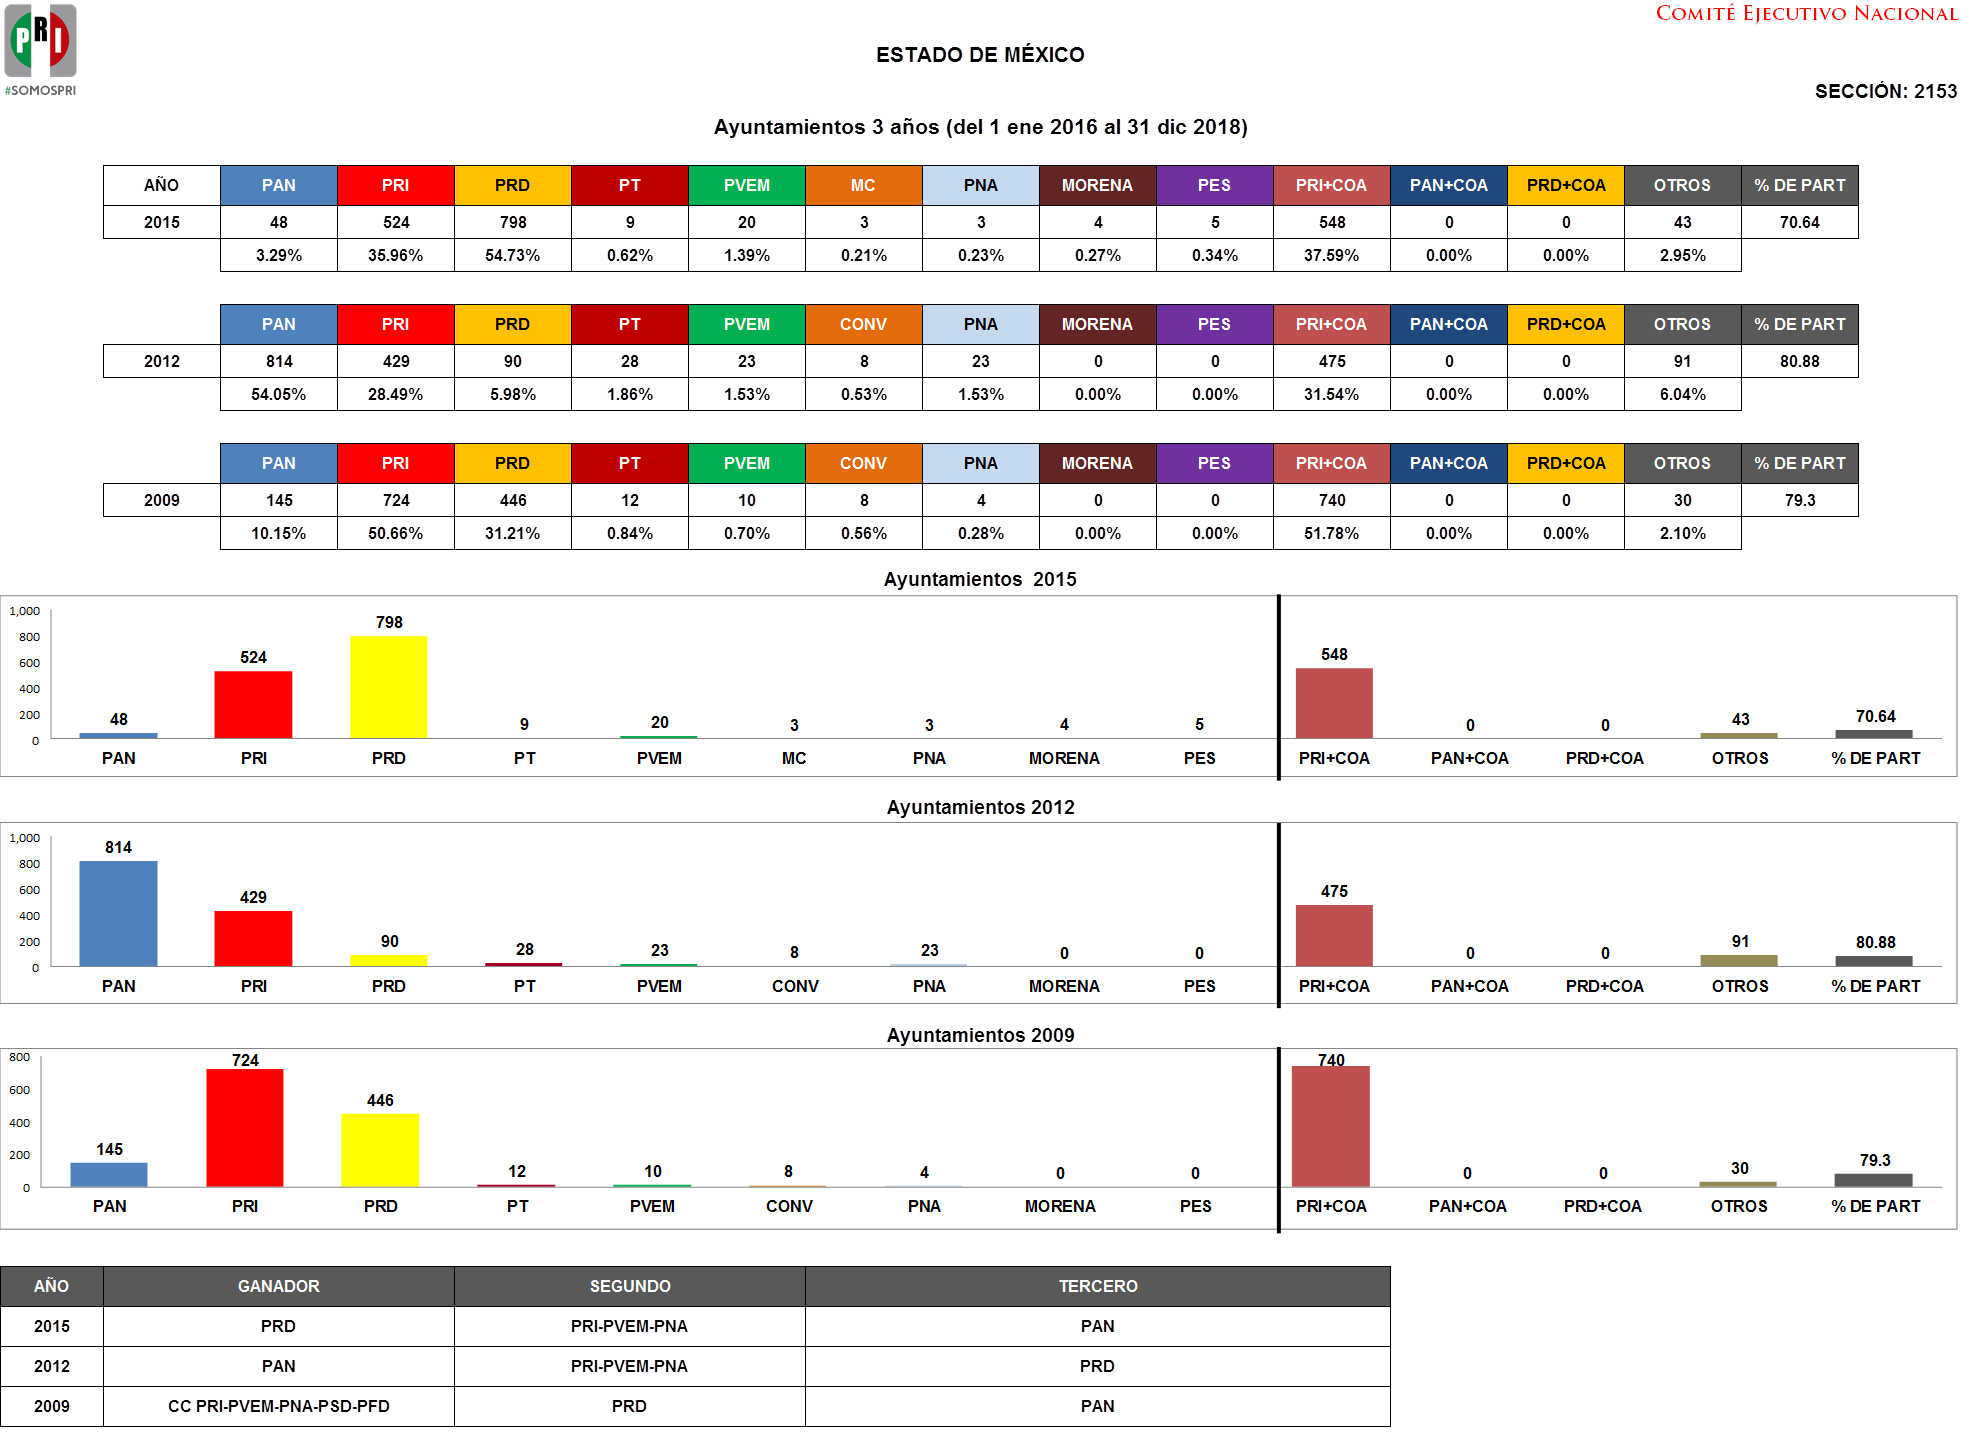 PRI
#SOMOSPRI
COMITÉ EJECUTIVO NACIONAL
ESTADO DE MÉXICO
SECCIÓN: 2153
Ayuntamientos 3 años (del 1 ene 2016 al 31 dic 2018)
AÑO PAN PRI PRD PT PVEM MC PNA MORENA PES PRI+COA PAN+COA PRD+COA OTROS % DE PART
2015 48 524 798 9 20 3 3 4 5 548 0 0 43 70.64
3.29% 35.96% 54.73% 0.62% 1.39% 0.21% 0.23% 0.27% 0.34% 37.59% 0.00% 0.00% 2.95%
PAN PRI PRD PT PVEM CONV PNA MORENA PES PRI+COA PAN+COA PRD+COA OTROS % DE PART
2012 814 429 90 28 23 8 23 0 0 475 0 0 91 80.88
54.05% 28.49% 5.98% 1.86% 1.53% 0.53% 1.53% 0.00% 0.00% 31.54% 0.00% 0.00% 6.04%
PAN PRI PRD PT PVEM CONV PNA MORENA PES PRI+COA PAN+COA PRD+COA OTROS % DE PART
2009 145 724 446 12 10 8 4 0 0 740 0 0 30 79.3
10.15% 50.66% 31.21% 0.84% 0.70% 0.56% 0.28% 0.00% 0.00% 51.78% 0.00% 0.00% 2.10%
Ayuntamientos 2015
1,000
800
600
400
200
0
48 524 798 9 20 3 3 4 5 548 0 0 43 70.64
PAN PRI PRD PT PVEM MC PNA MORENA PES PRI+COA PAN+COA PRD+COA OTROS % DE PART
Ayuntamientos 2012
1,000
800
600
400
200
0
814 429 90 28 23 8 23 0 0 475 0 0 91 80.88
PAN PRI PRD PT PVEM CONV PNA MORENA PES PRI+COA PAN+COA PRD+COA OTROS % DE PART
Ayuntamientos 2009
800
600
400
200
0
145 724 446 12 10 8 4 0 0 740 0 0 30 79.3
PAN PRI PRD PT PVEM CONV PNA MORENA PES PRI+COA PAN+COA PRD+COA OTROS % DE PART
AÑO GANADOR SEGUNDO TERCERO
2015 PRD PRI-PVEM-PNA PAN
2012 PAN PRI-PVEM-PNA PRD
2009 CC PRI-PVEM-PNA-PSD-PFD PRD PAN